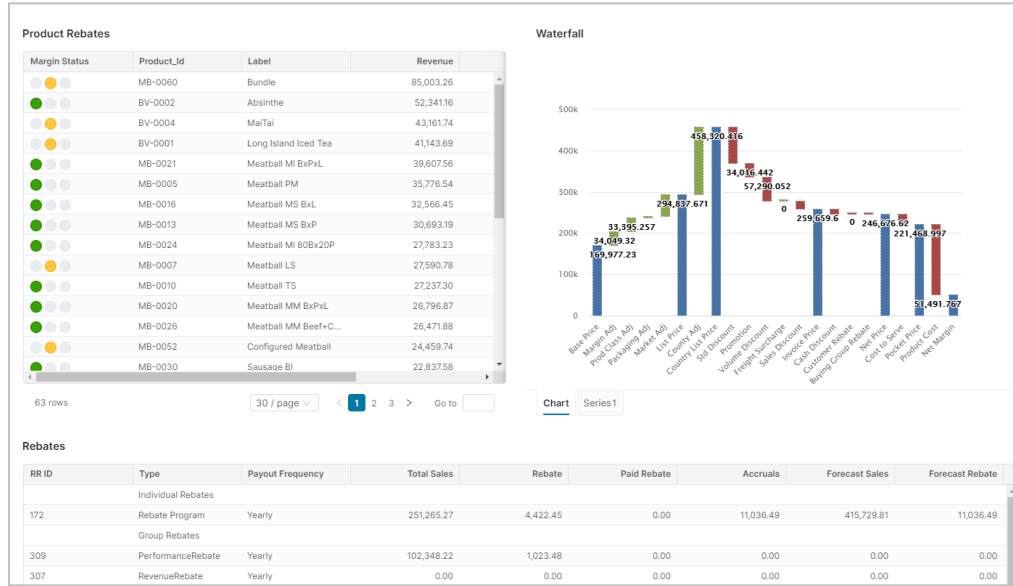 Product Rebates
Margin Status Product_Id Label Revenue
MB-0060 Bundle 85,003.26
BV-0002 Absinthe 52,341.16
BV-0004 MaiTai 43,161.74
BV-0001 Long Island Iced Tea 41,143.69
MB-0021 Meatball MI BxPxL 39,607.56
MB-0005 Meatball PM 35,776.54
MB-0016 Meatball MS BxL 32,566.45
MB-0013 Meatball MS BxP 30,693.19
MB-0024 Meatball MI 80Bx20P 27,783.23
MB-0007 Meatball LS 27,590.78
MB-0010 Meatball TS 27,237.30
MB-0020 Meatball MM BxPxL 26,796.87
MB-0026 Meatball MM Beef+C... 26,471.88
MB-0052 Configured Meatball 24,459.74
MB-0030 Sausage BI 22,837.58
63 rows 30 / page < 1 2 3 > Go to
Waterfall
500k
400k
300k
200k
100k
0
169,977.23
34,049.32
33,395.257
294,837.671
458,320.416
34,016.442
57,290.052
0
259,659.6
0
246,676.62
221,468.997
51,491.767
Base Price
Margin Adj
Prod Class Adj
Packaging Adj
Market Adj
List Price
County Adj
Country List Price
Std Discount
Promotion
Volume Discount
Freight Surcharge
Sales Discount
Invoice Price
Cash Discount
Customer Rebate
Buying Group Rebate
Net Price
Cost to Serve
Pocket Price
Product Cost
Net Margin
Chart Series1
Rebates
RR ID Type Payout Frequency Total Sales Rebate Paid Rebate Accruals Forecast Sales Forecast Rebate
Individual Rebates
172 Rebate Program Yearly 251,265.27 4,422.45 0.00 11,036.49 415,729.81 11,036.49
Group Rebates
309 PerformanceRebate Yearly 102,348.22 1,023.48 0.00 0.00 0.00 0.00
307 RevenueRebate Yearly 0.00 0.00 0.00 0.00 0.00 0.00